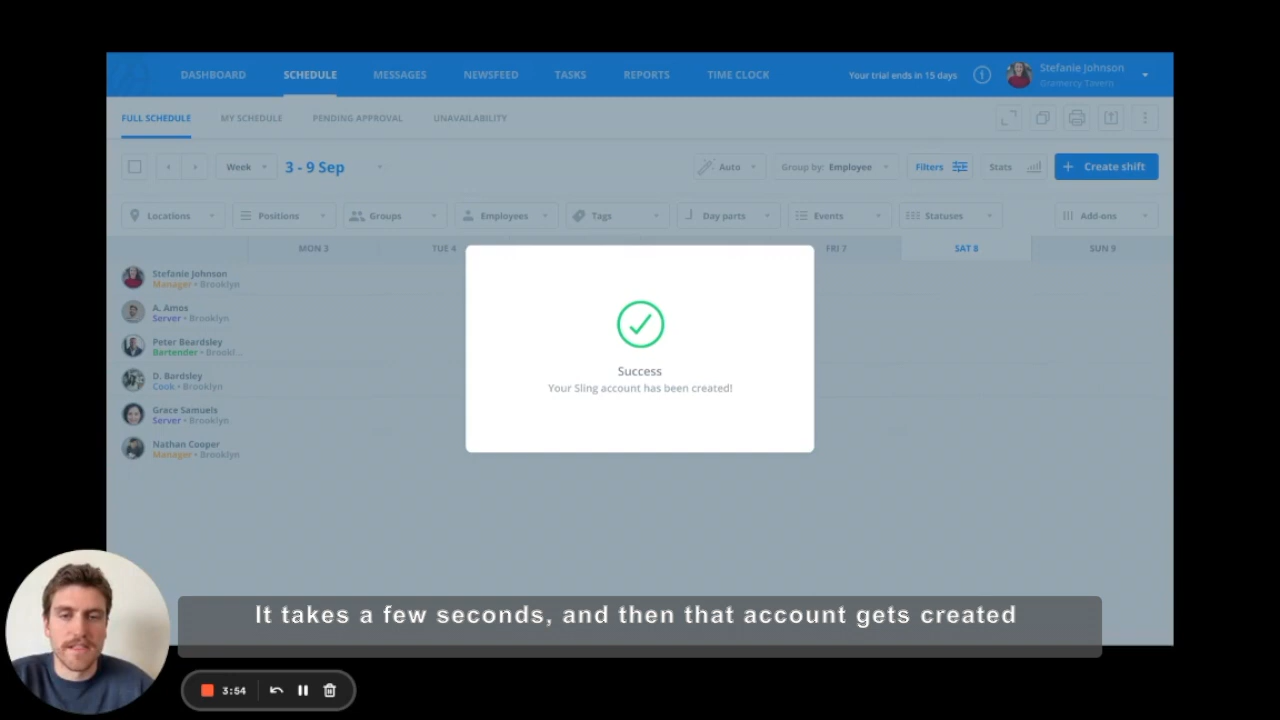 DASHBOARD SCHEDULE MESSAGES NEWSFEED TASKS REPORTS TIME CLOCK Your trial ends in 15 days Stefanie Johnson
Gramercy Tavern
FULL SCHEDULE MY SCHEDULE PENDING APPROVAL UNAVAILABILITY
Week 3 - 9 Sep Auto Group by: Employee Filters Stats + Create shift
Locations Positions Groups Employees Tags Day parts Events Statuses Add-ons
MON 3 TUE 4 FRI 7 SAT 8 SUN 9
Stefanie Johnson
Manager • Brooklyn
A. Amos
Server • Brooklyn
Peter Beardsley
Bartender • Brookl...
D. Bardsley
Cook • Brooklyn
Grace Samuels
Server • Brooklyn
Nathan Cooper
Manager • Brooklyn
Success
Your Sling account has been created!
It takes a few seconds, and then that account gets created
3:54